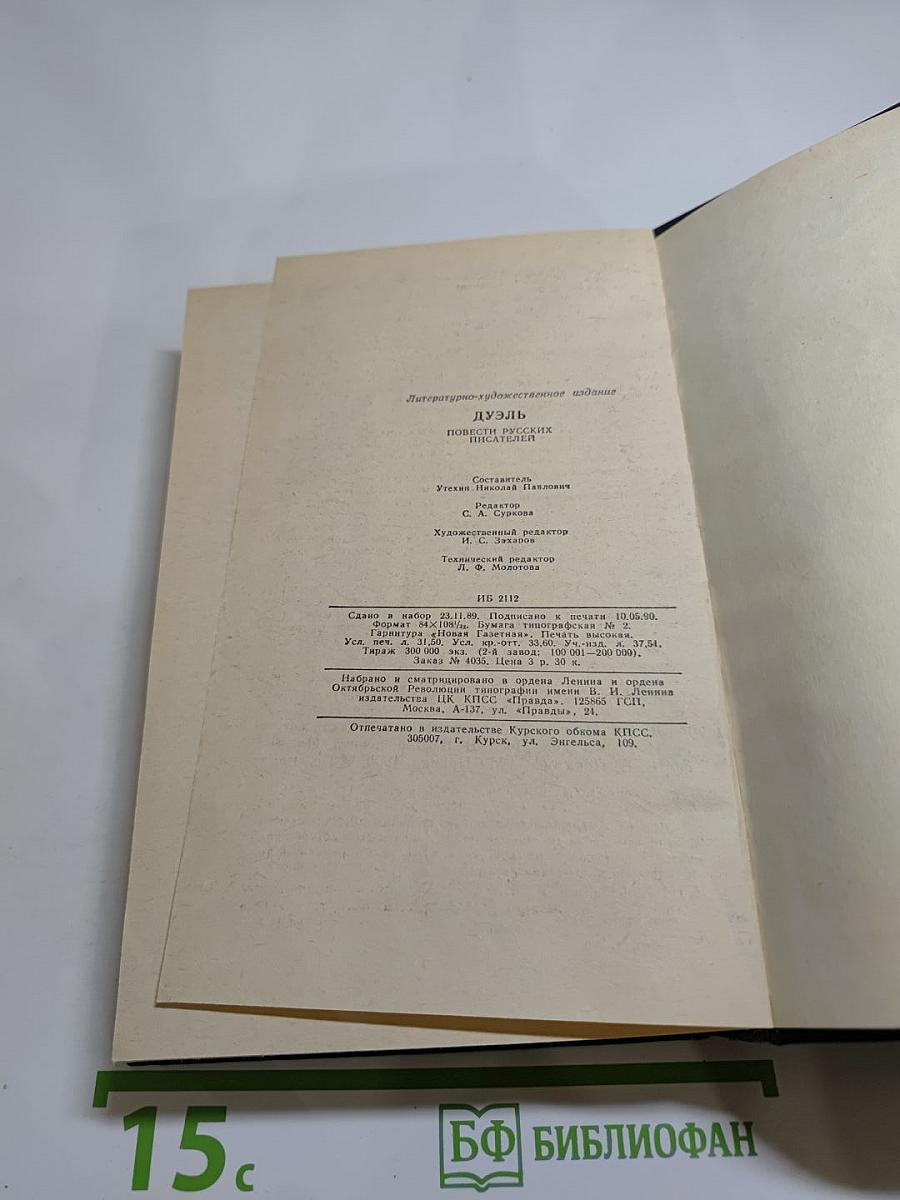 Литературно-художественное издание
ДУЭЛЬ
ПОВЕСТИ РУССКИХ
ПИСАТЕЛЕЙ
Составитель
Утехин Николай Павлович
Редактор
С. А. Суркова
Художественный редактор
И. С. Захаров
Технический редактор
Л. Ф. Молотова
ИБ 2112
Сдано в набор 23.11.89. Подписано к печати 10.05.90.
Формат 84×108¹/₃₂. Бумага типографская № 2.
Гарнитура «Новая Газетная». Печать высокая.
Усл. печ. л. 31,50. Усл. кр.-отт. 33,60. Уч.-изд. л. 37,54.
Тираж 300 000 экз. (2-й завод: 100 001—200 000).
Заказ № 4035. Цена 3 р. 30 к.
Набрано и сматрицировано в ордена Ленина и ордена
Октябрьской Революции типографии имени В. И. Ленина
издательства ЦК КПСС «Правда». 125865 ГСП,
Москва, А-137, ул. «Правды», 24.
Отпечатано в издательстве Курского обкома КПСС.
305007, г. Курск, ул. Энгельса, 109.
15 с
БФ БИБЛИОФАН